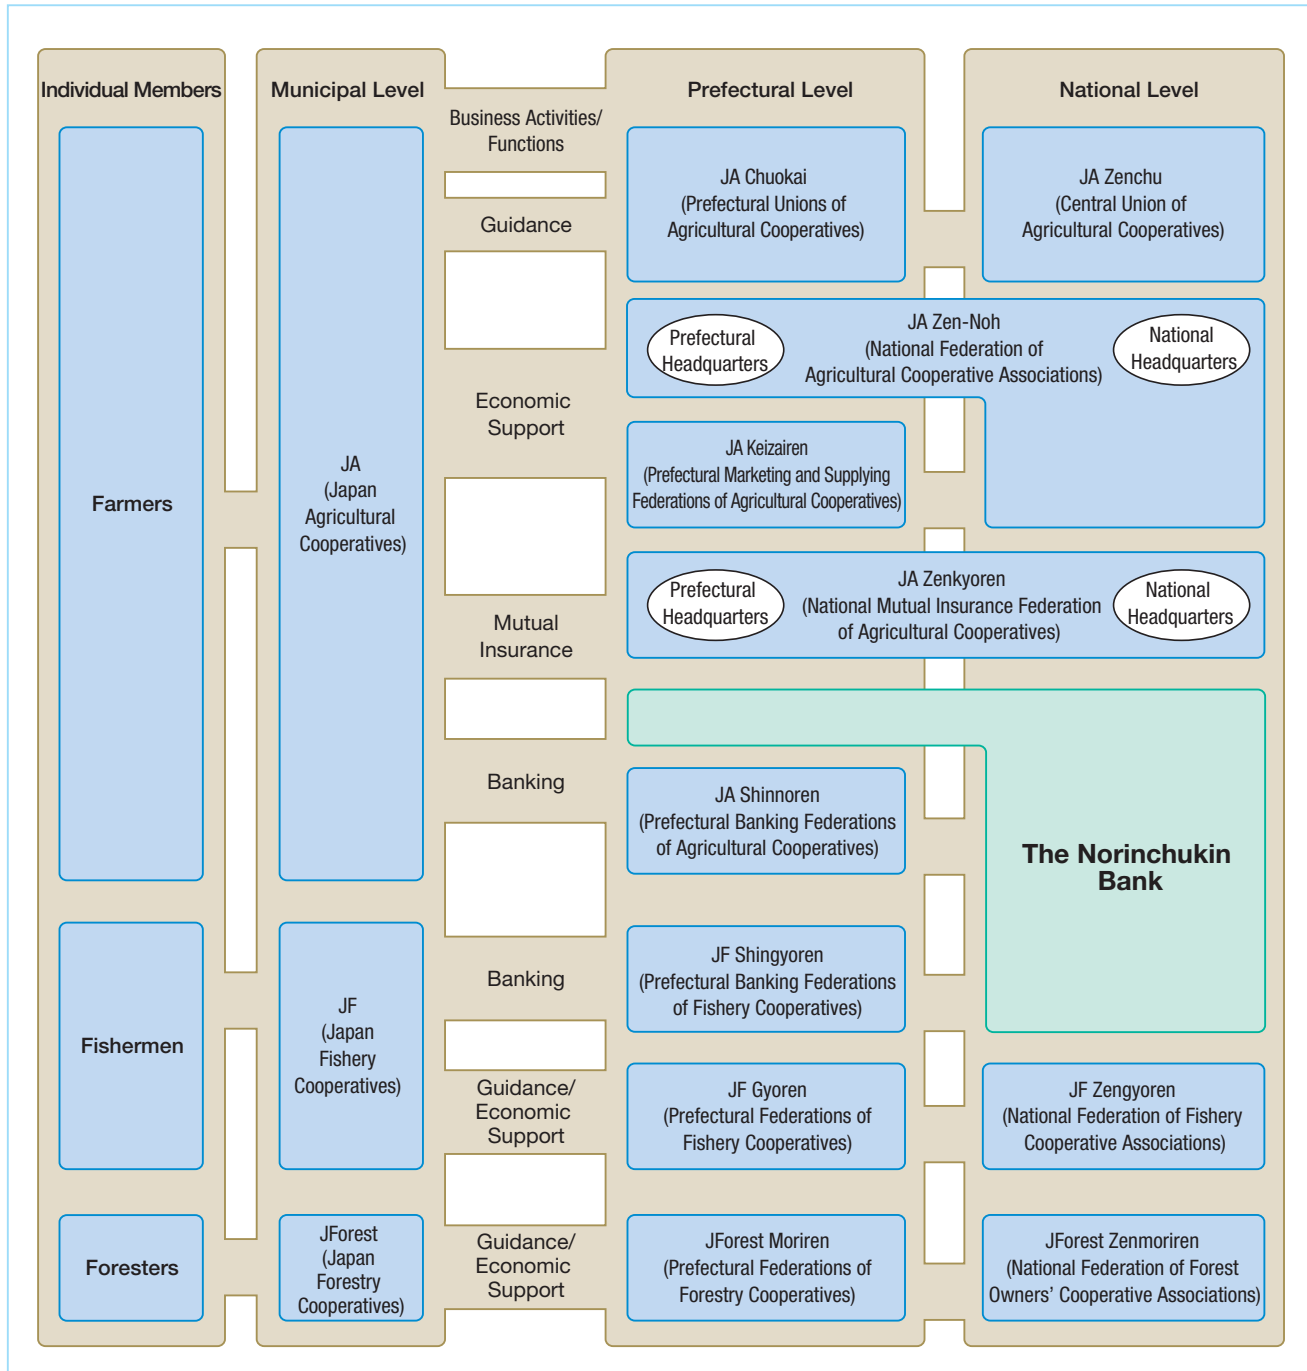 Individual Members
Municipal Level
Business Activities/
Functions
Prefectural Level
National Level
Farmers
JA
(Japan
Agricultural
Cooperatives)
Guidance
JA Chuokai
(Prefectural Unions of
Agricultural Cooperatives)
JA Zenchu
(Central Union of
Agricultural Cooperatives)
Economic
Support
Prefectural
Headquarters
JA Zen-Noh
(National Federation of
Agricultural Cooperative Associations)
National
Headquarters
JA Keizairen
(Prefectural Marketing and Supplying
Federations of Agricultural Cooperatives)
Mutual
Insurance
Prefectural
Headquarters
JA Zenkyoren
(National Mutual Insurance Federation
of Agricultural Cooperatives)
National
Headquarters
Banking
JA Shinnoren
(Prefectural Banking Federations
of Agricultural Cooperatives)
The Norinchukin
Bank
Fishermen
JF
(Japan
Fishery
Cooperatives)
Banking
JF Shingyoren
(Prefectural Banking Federations
of Fishery Cooperatives)
Guidance/
Economic
Support
JF Gyoren
(Prefectural Federations of
Fishery Cooperatives)
JF Zengyoren
(National Federation of Fishery
Cooperative Associations)
Foresters
JForest
(Japan
Forestry
Cooperatives)
Guidance/
Economic
Support
JForest Moriren
(Prefectural Federations of
Forestry Cooperatives)
JForest Zenmoriren
(National Federation of Forest
Owners’ Cooperative Associations)